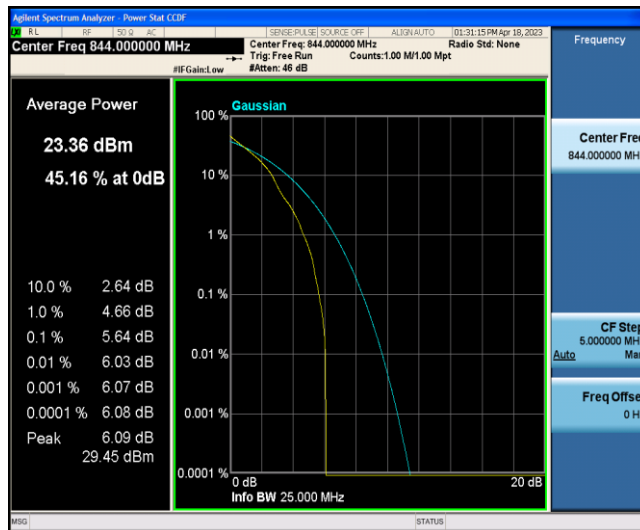 Agilent Spectrum Analyzer - Power Stat CCDF
RL RF 50 Ω AC SENSE:PULSE SOURCE OFF ALIGN AUTO 01:31:15 PM Apr 18, 2023
Center Freq 844.000000 MHz
Center Freq: 844.000000 MHz Radio Std: None
Trig: Free Run Counts:1.00 M/1.00 Mpt
#IFGain:Low #Atten: 46 dB
Frequency
Average Power
23.36 dBm
45.16 % at 0dB
10.0 % 2.64 dB
1.0 % 4.66 dB
0.1 % 5.64 dB
0.01 % 6.03 dB
0.001 % 6.07 dB
0.0001 % 6.08 dB
Peak 6.09 dB
29.45 dBm
Gaussian
100 %
10 %
1 %
0.1 %
0.01 %
0.001 %
0.0001 %
0 dB 20 dB
Info BW 25.000 MHz
Center Freq
844.000000 MH
CF Step
5.000000 MH
Auto Ma
Freq Offse
0 H
MSG STATUS